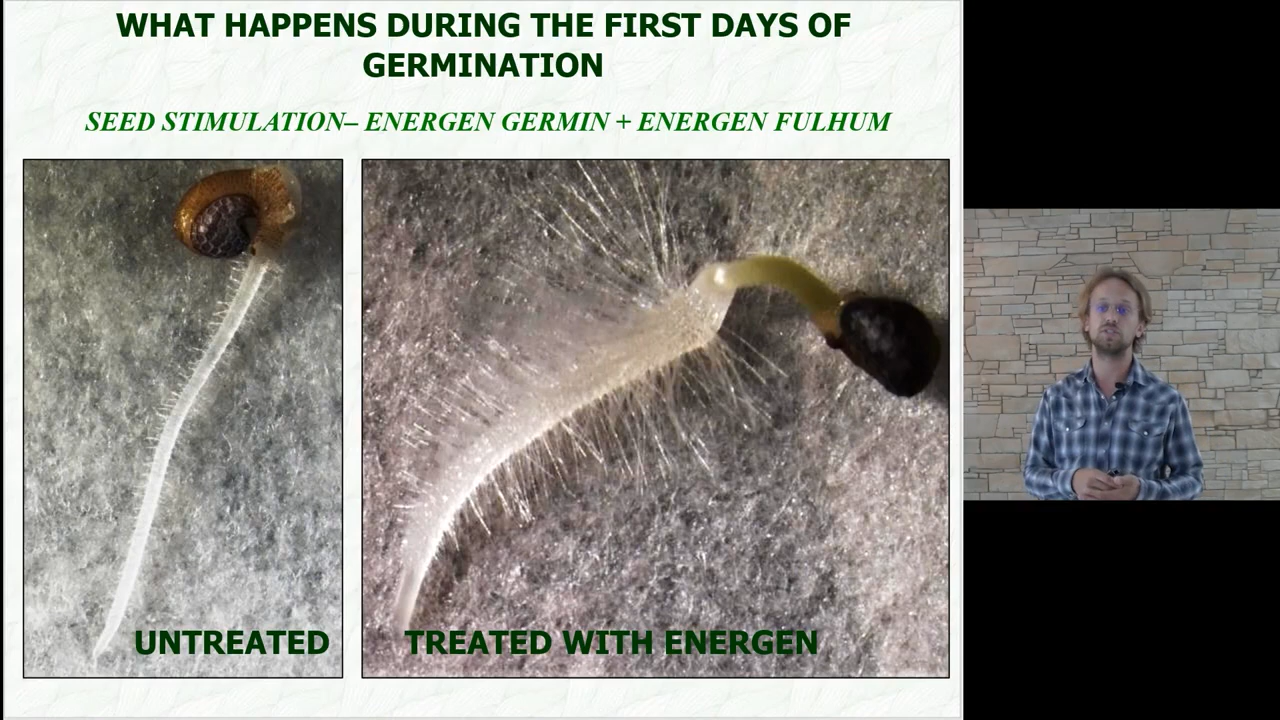 WHAT HAPPENS DURING THE FIRST DAYS OF
GERMINATION
SEED STIMULATION– ENERGEN GERMIN + ENERGEN FULHUM
UNTREATED
TREATED WITH ENERGEN